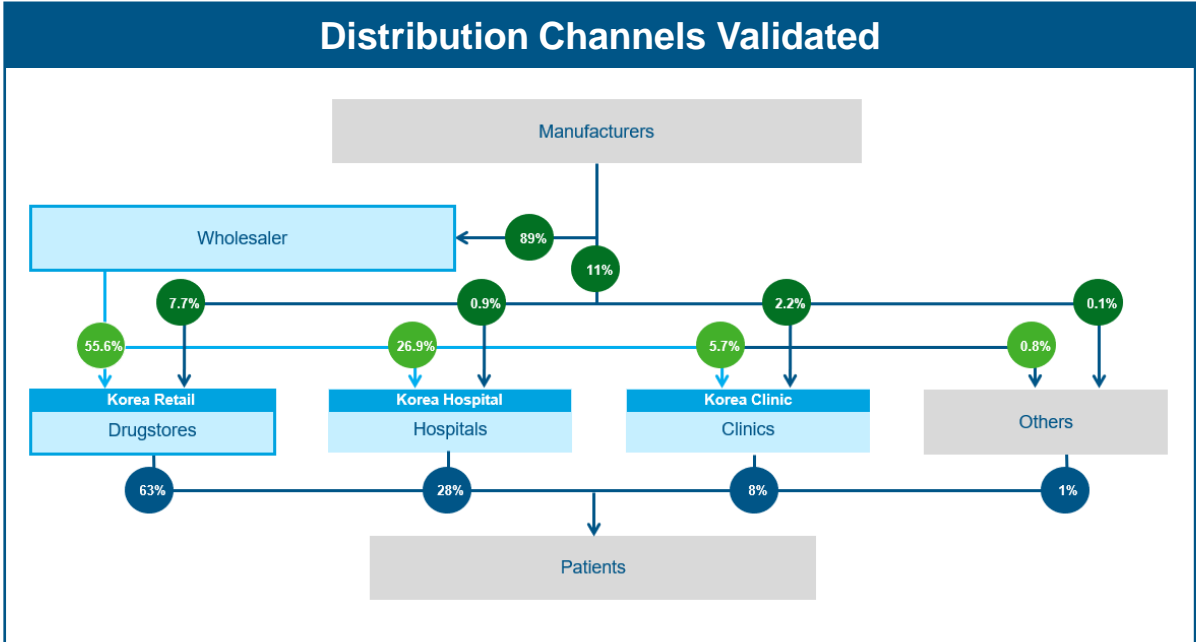 Distribution Channels Validated
Manufacturers
Wholesaler
89%
11%
7.7%
0.9%
2.2%
0.1%
55.6%
26.9%
5.7%
0.8%
Korea Retail
Drugstores
Korea Hospital
Hospitals
Korea Clinic
Clinics
Others
63%
28%
8%
1%
Patients